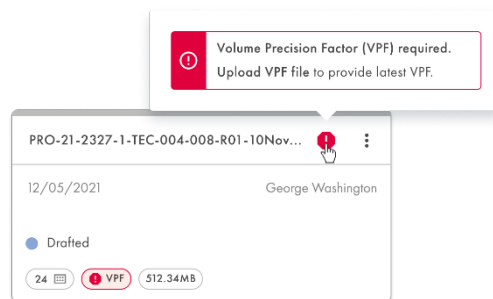 Volume Precision Factor (VPF) required.
Upload VPF file to provide latest VPF.
PRO-21-2327-1-TEC-004-008-R01-10Nov...
12/05/2021 George Washington
Drafted
24 VPF 512.34MB